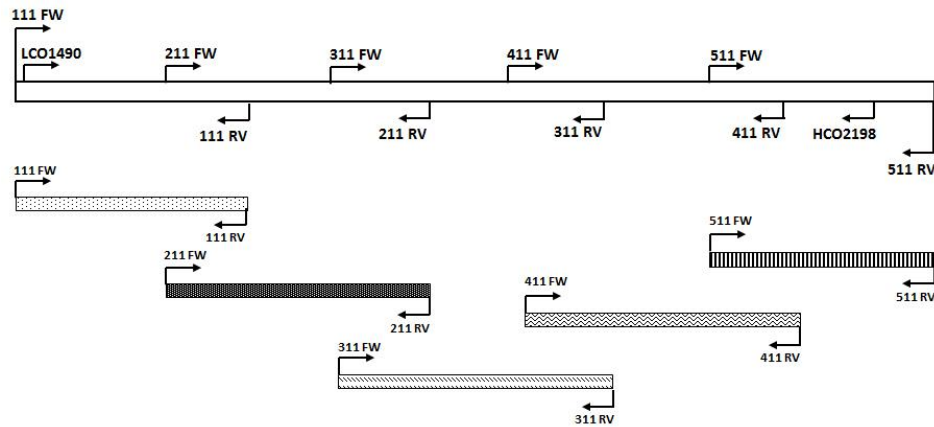 111 FW
LCO1490
211 FW
311 FW
411 FW
511 FW
111 RV
211 RV
311 RV
411 RV
HCO2198
511 RV
111 FW
111 RV
511 FW
511 RV
211 FW
211 RV
411 FW
411 RV
311 FW
311 RV